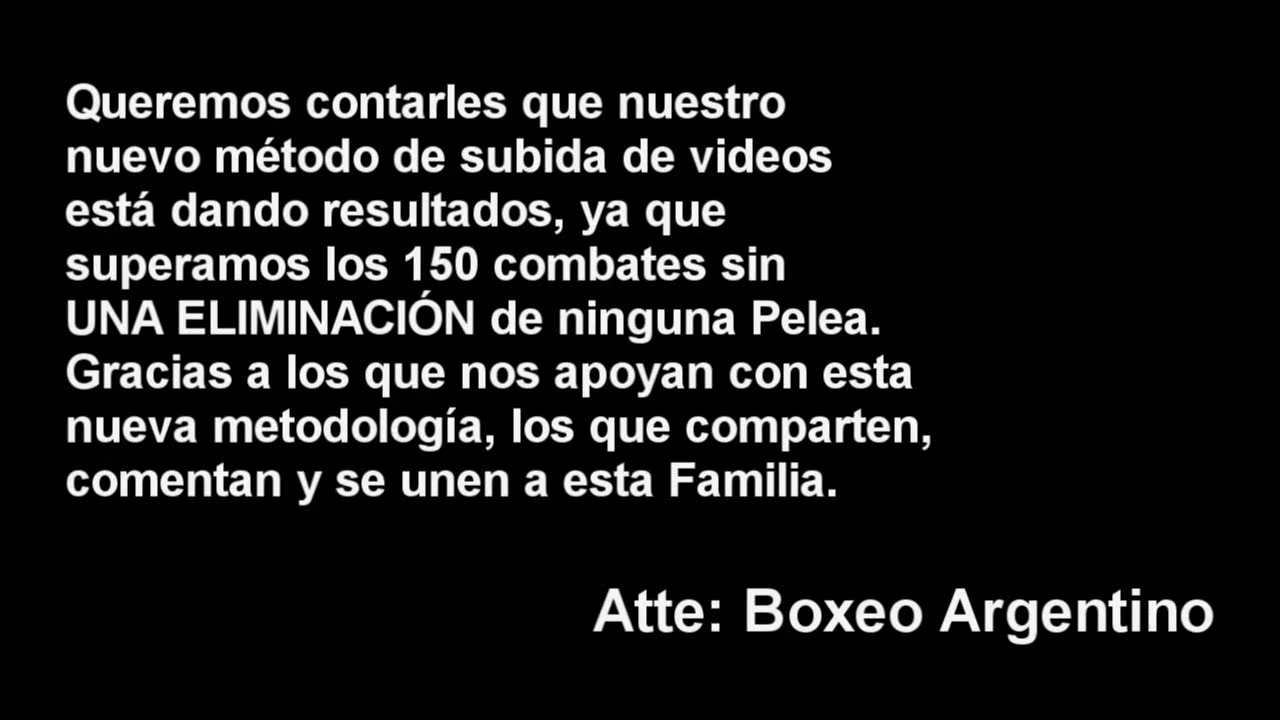 Queremos contarles que nuestro
nuevo método de subida de videos
está dando resultados, ya que
superamos los 150 combates sin
UNA ELIMINACIÓN de ninguna Pelea.
Gracias a los que nos apoyan con esta
nueva metodología, los que comparten,
comentan y se unen a esta Familia.
Atte: Boxeo Argentino